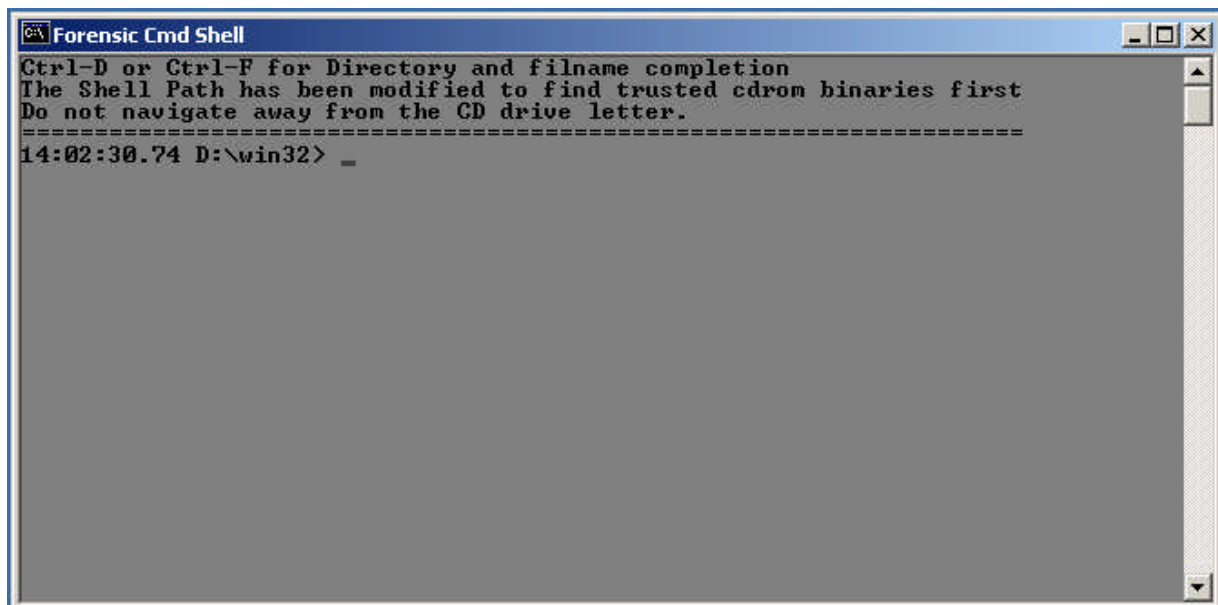 Forensic Cmd Shell
Ctrl-D or Ctrl-F for Directory and filname completion
The Shell Path has been modified to find trusted cdrom binaries first
Do not navigate away from the CD drive letter.
=====================================================================
14:02:30.74 D:\win32> _